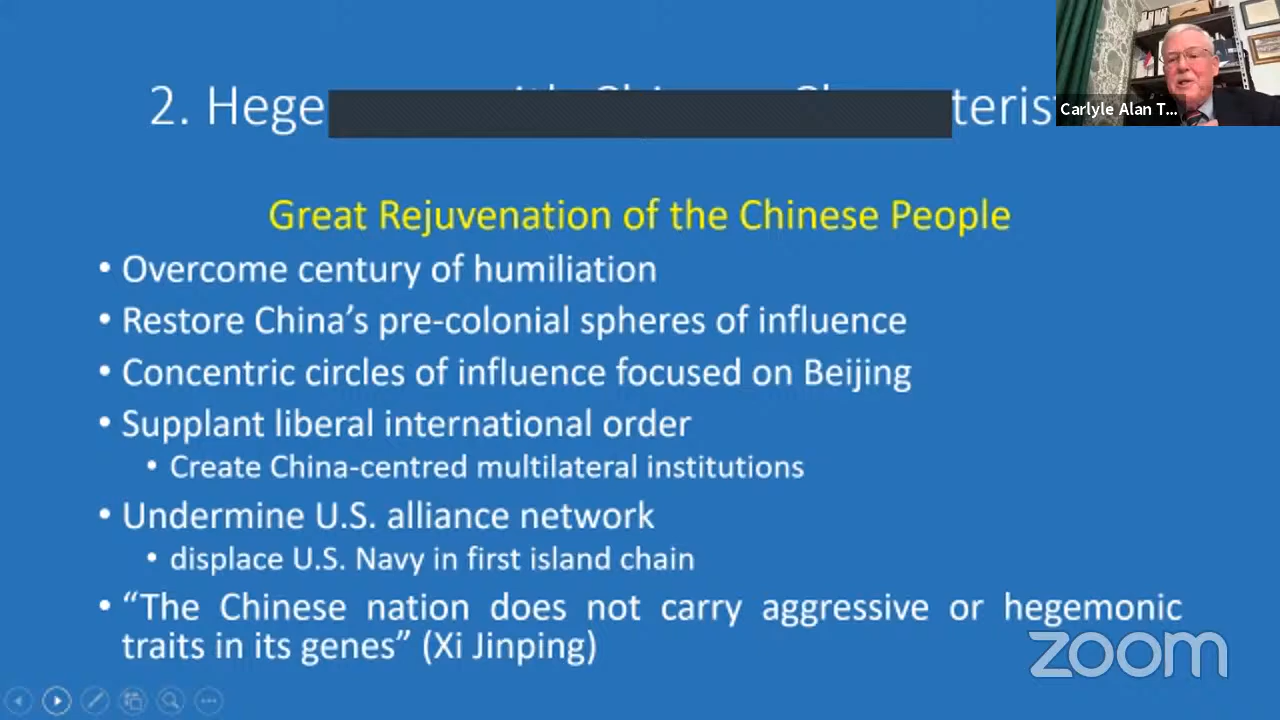 2. Hege
teris
Carlyle Alan T...
Great Rejuvenation of the Chinese People
• Overcome century of humiliation
• Restore China’s pre-colonial spheres of influence
• Concentric circles of influence focused on Beijing
• Supplant liberal international order
• Create China-centred multilateral institutions
• Undermine U.S. alliance network
• displace U.S. Navy in first island chain
• “The Chinese nation does not carry aggressive or hegemonic
traits in its genes” (Xi Jinping)
zoom